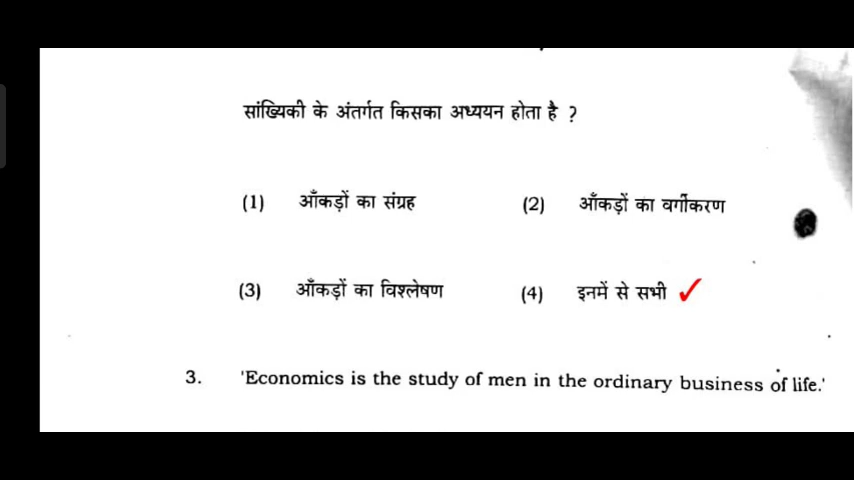 सांख्यिकी के अंतर्गत किसका अध्ययन होता है ?
(1) आँकड़ों का संग्रह (2) आँकड़ों का वर्गीकरण
(3) आँकड़ों का विश्लेषण (4) इनमें से सभी ✓
3. 'Economics is the study of men in the ordinary business of life.'